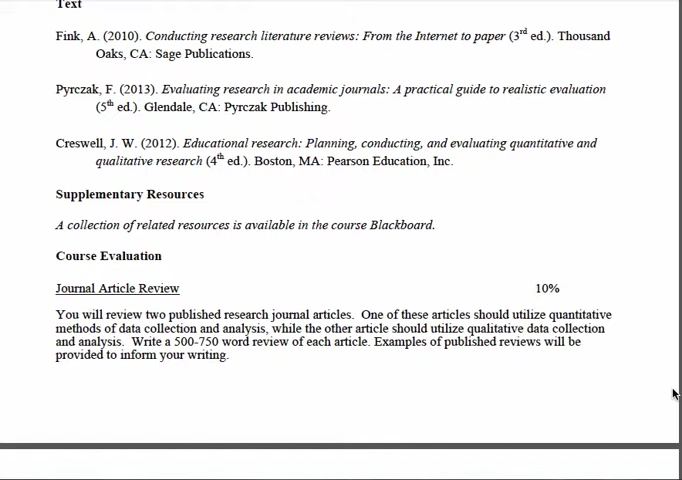 Text
Fink, A. (2010). Conducting research literature reviews: From the Internet to paper (3rd ed.). Thousand
Oaks, CA: Sage Publications.
Pyrczak, F. (2013). Evaluating research in academic journals: A practical guide to realistic evaluation
(5th ed.). Glendale, CA: Pyrczak Publishing.
Creswell, J. W. (2012). Educational research: Planning, conducting, and evaluating quantitative and
qualitative research (4th ed.). Boston, MA: Pearson Education, Inc.
Supplementary Resources
A collection of related resources is available in the course Blackboard.
Course Evaluation
Journal Article Review 10%
You will review two published research journal articles.  One of these articles should utilize quantitative
methods of data collection and analysis, while the other article should utilize qualitative data collection
and analysis.  Write a 500-750 word review of each article. Examples of published reviews will be
provided to inform your writing.